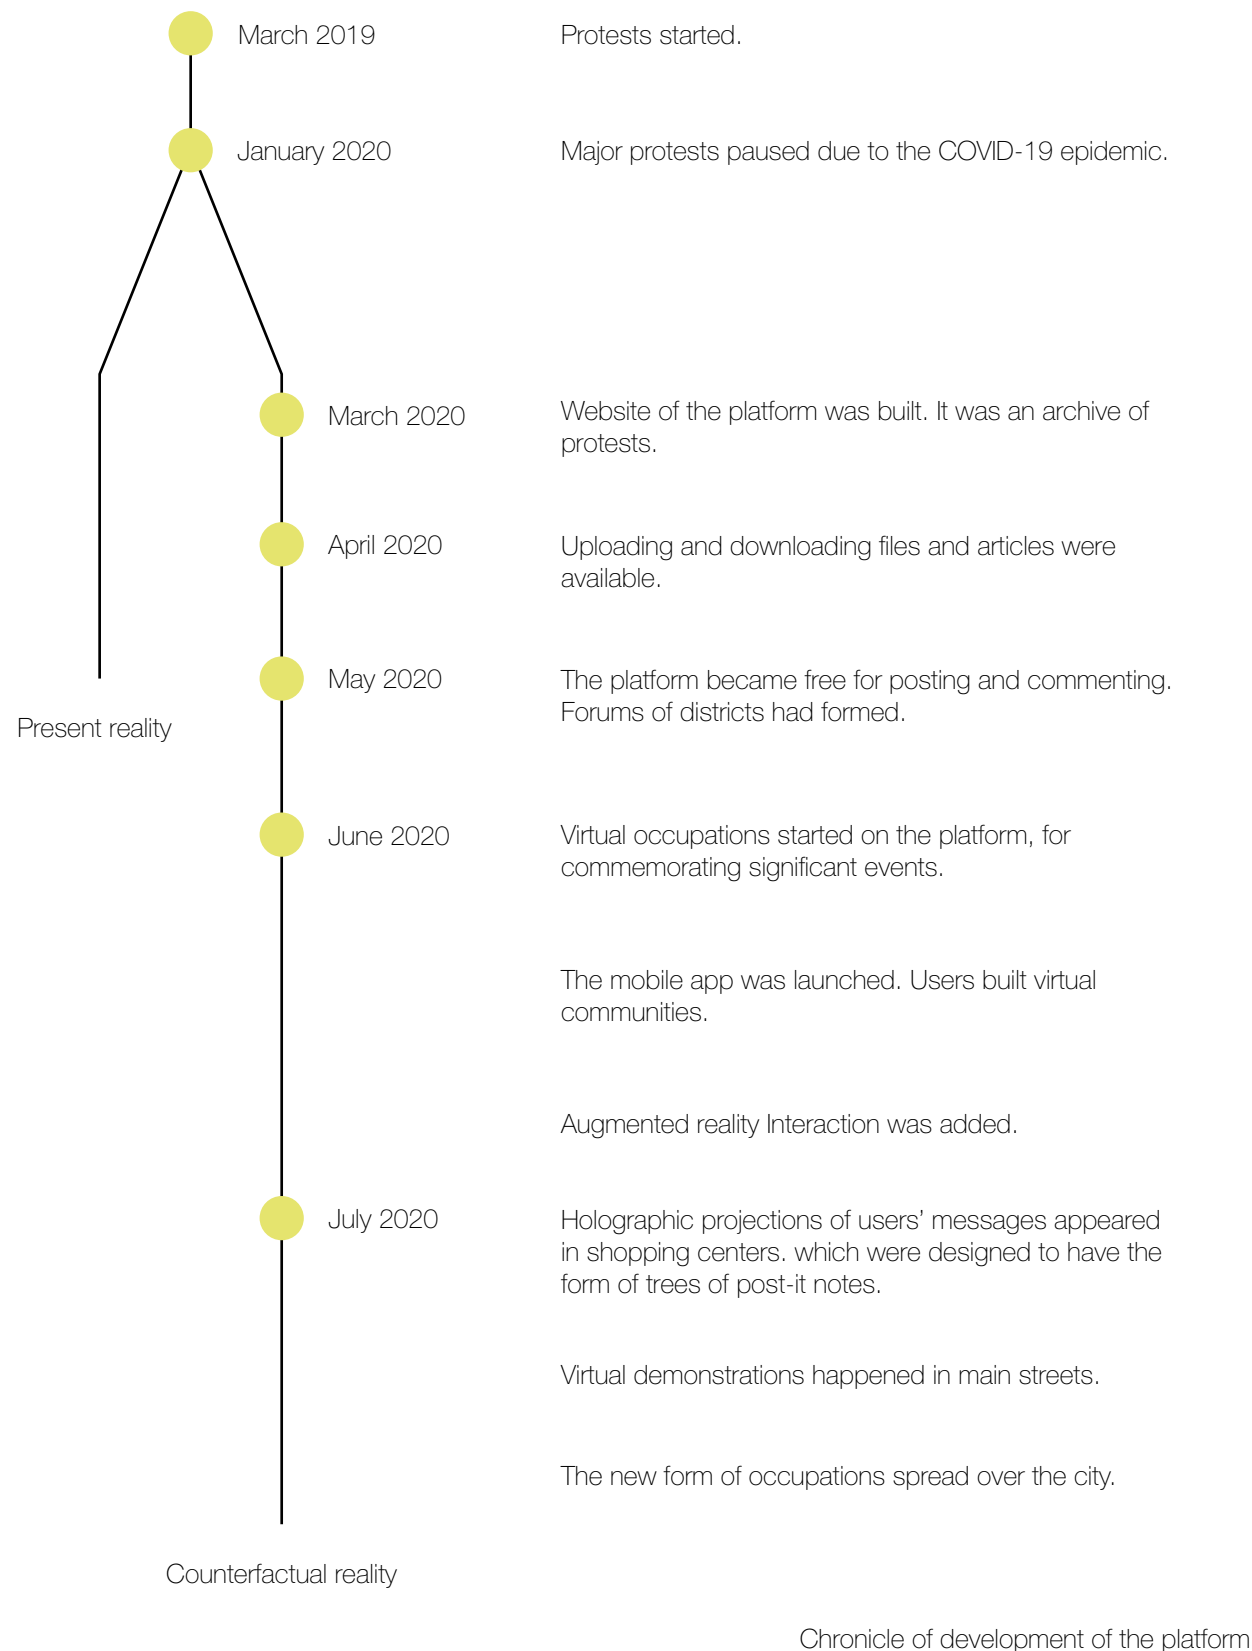 March 2019
Protests started.
January 2020
Major protests paused due to the COVID-19 epidemic.
March 2020
Website of the platform was built. It was an archive of
protests.
April 2020
Uploading and downloading files and articles were
available.
May 2020
The platform became free for posting and commenting.
Forums of districts had formed.
Present reality
June 2020
Virtual occupations started on the platform, for
commemorating significant events.
The mobile app was launched. Users built virtual
communities.
Augmented reality Interaction was added.
July 2020
Holographic projections of users’ messages appeared
in shopping centers. which were designed to have the
form of trees of post-it notes.
Virtual demonstrations happened in main streets.
The new form of occupations spread over the city.
Counterfactual reality
Chronicle of development of the platform